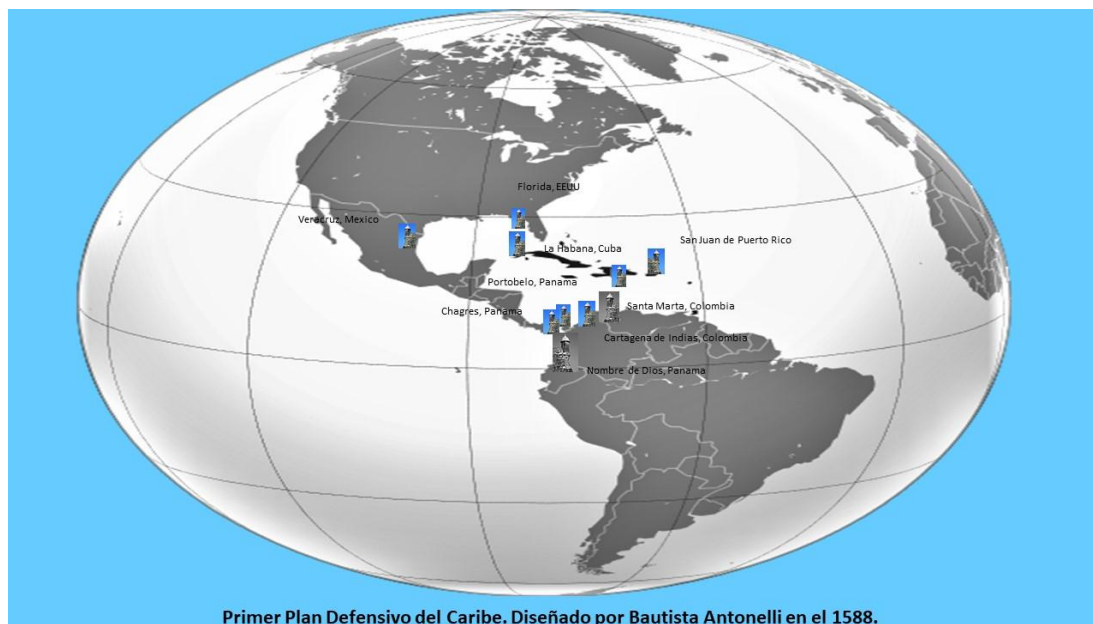 Florida, EEUU
Veracruz, Mexico
San Juan de Puerto Rico
La Habana, Cuba
Portobelo, Panama
Santa Marta, Colombia
Chagres, Panama
Cartagena de Indias, Colombia
Nombre de Dios, Panama
Primer Plan Defensivo del Caribe. Diseñado por Bautista Antonelli en el 1588.